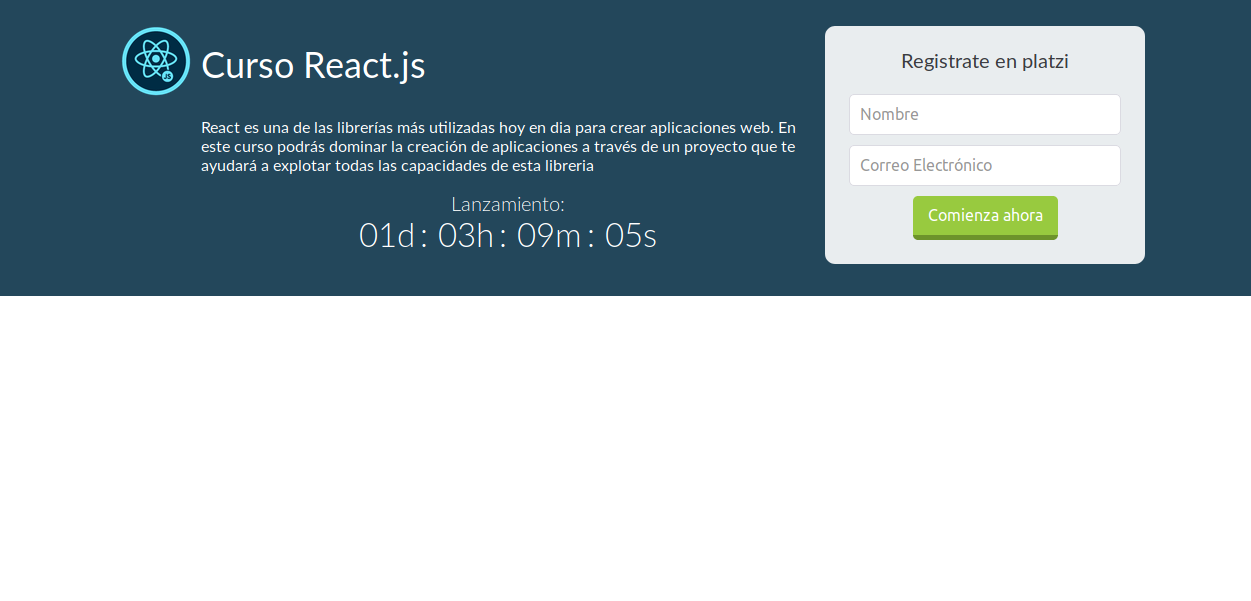 JS
Curso React.js
React es una de las librerías más utilizadas hoy en dia para crear aplicaciones web. En
este curso podrás dominar la creación de aplicaciones a través de un proyecto que te
ayudará a explotar todas las capacidades de esta libreria
Lanzamiento:
01d : 03h : 09m : 05s
Registrate en platzi
Nombre
Correo Electrónico
Comienza ahora